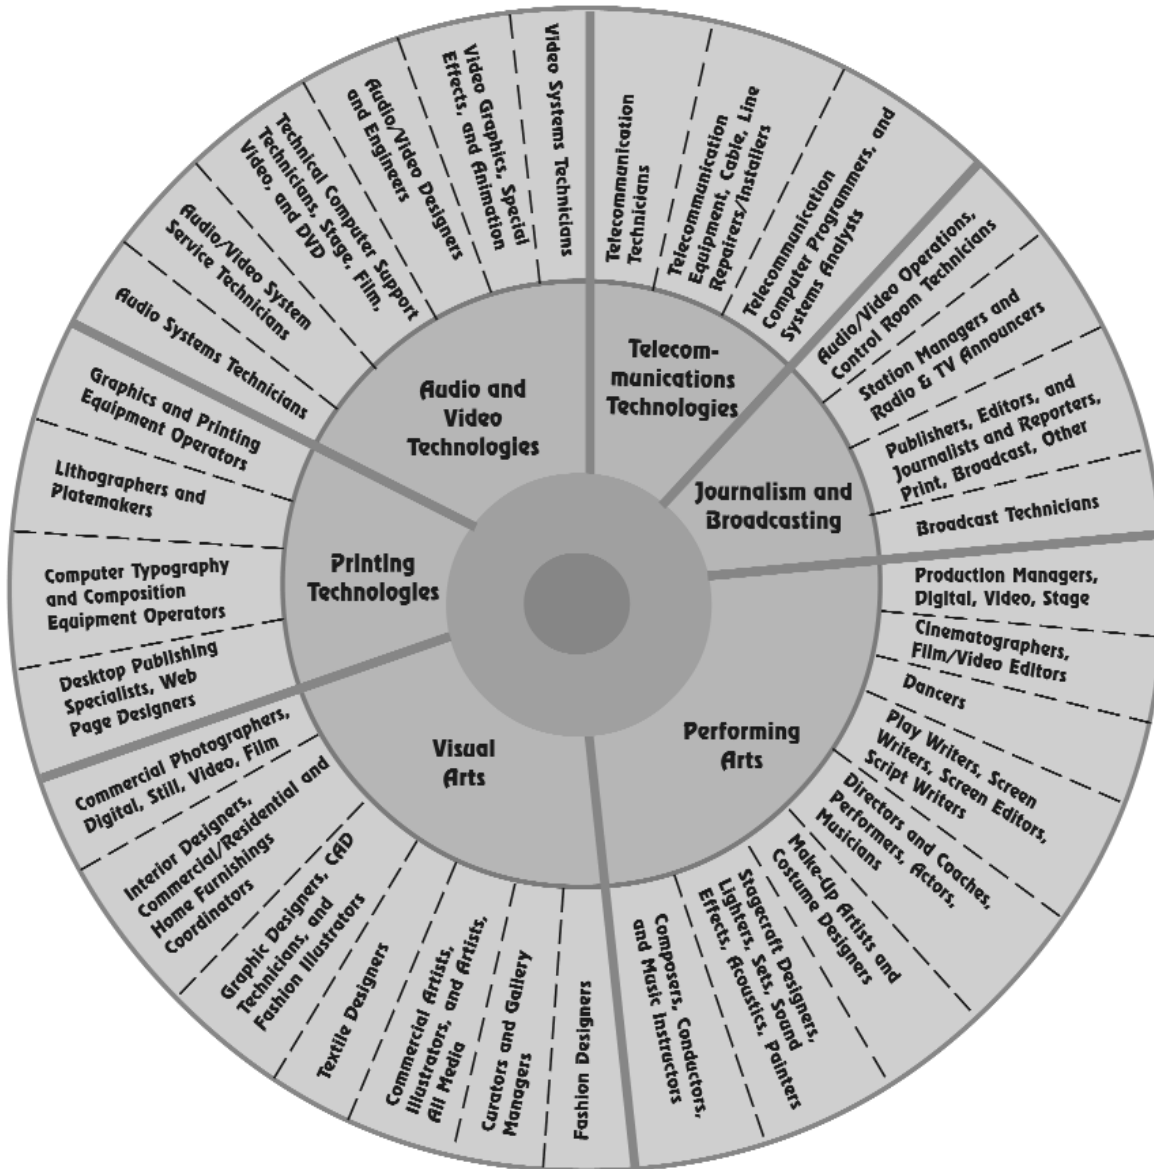 Telecom-
munications
Technologies
Telecommunication
Technicians
Telecommunication
Equipment, Cable, Line
Repairers/Installers
Telecommunication
Computer Programmers, and
Systems Analysts
Journalism and
Broadcasting
Audio/Video Operations,
Control Room Technicians
Station Managers and
Radio & TV Announcers
Publishers, Editors, and
Journalists and Reporters,
Print, Broadcast, Other
Broadcast Technicians
Performing
Arts
Production Managers,
Digital, Video, Stage
Cinematographers,
Film/Video Editors
Dancers
Play Writers, Screen
Writers, Screen Editors,
Script Writers
Directors and Coaches,
Performers, Actors,
Musicians
Make-Up Artists and
Costume Designers
Stagecraft Designers,
Lighters, Sets, Sound
Effects, Acoustics, Painters
Composers, Conductors,
and Music Instructors
Visual
Arts
Fashion Designers
Curators and Gallery
Managers
Commercial Artists,
Illustrators, and Artists,
All Media
Textile Designers
Graphic Designers, CAD
Technicians, and
Fashion Illustrators
Interior Designers,
Commercial/Residential and
Home Furnishings
Coordinators
Commercial Photographers,
Digital, Still, Video, Film
Printing
Technologies
Desktop Publishing
Specialists, Web
Page Designers
Computer Typography
and Composition
Equipment Operators
Lithographers and
Platemakers
Graphics and Printing
Equipment Operators
Audio and
Video
Technologies
Audio Systems Technicians
Audio/Video System
Service Technicians
Technical Computer Support
Technicians, Stage, Film,
Video, and DVD
Audio/Video Designers
and Engineers
Video Graphics, Special
Effects, and Animation
Video Systems Technicians